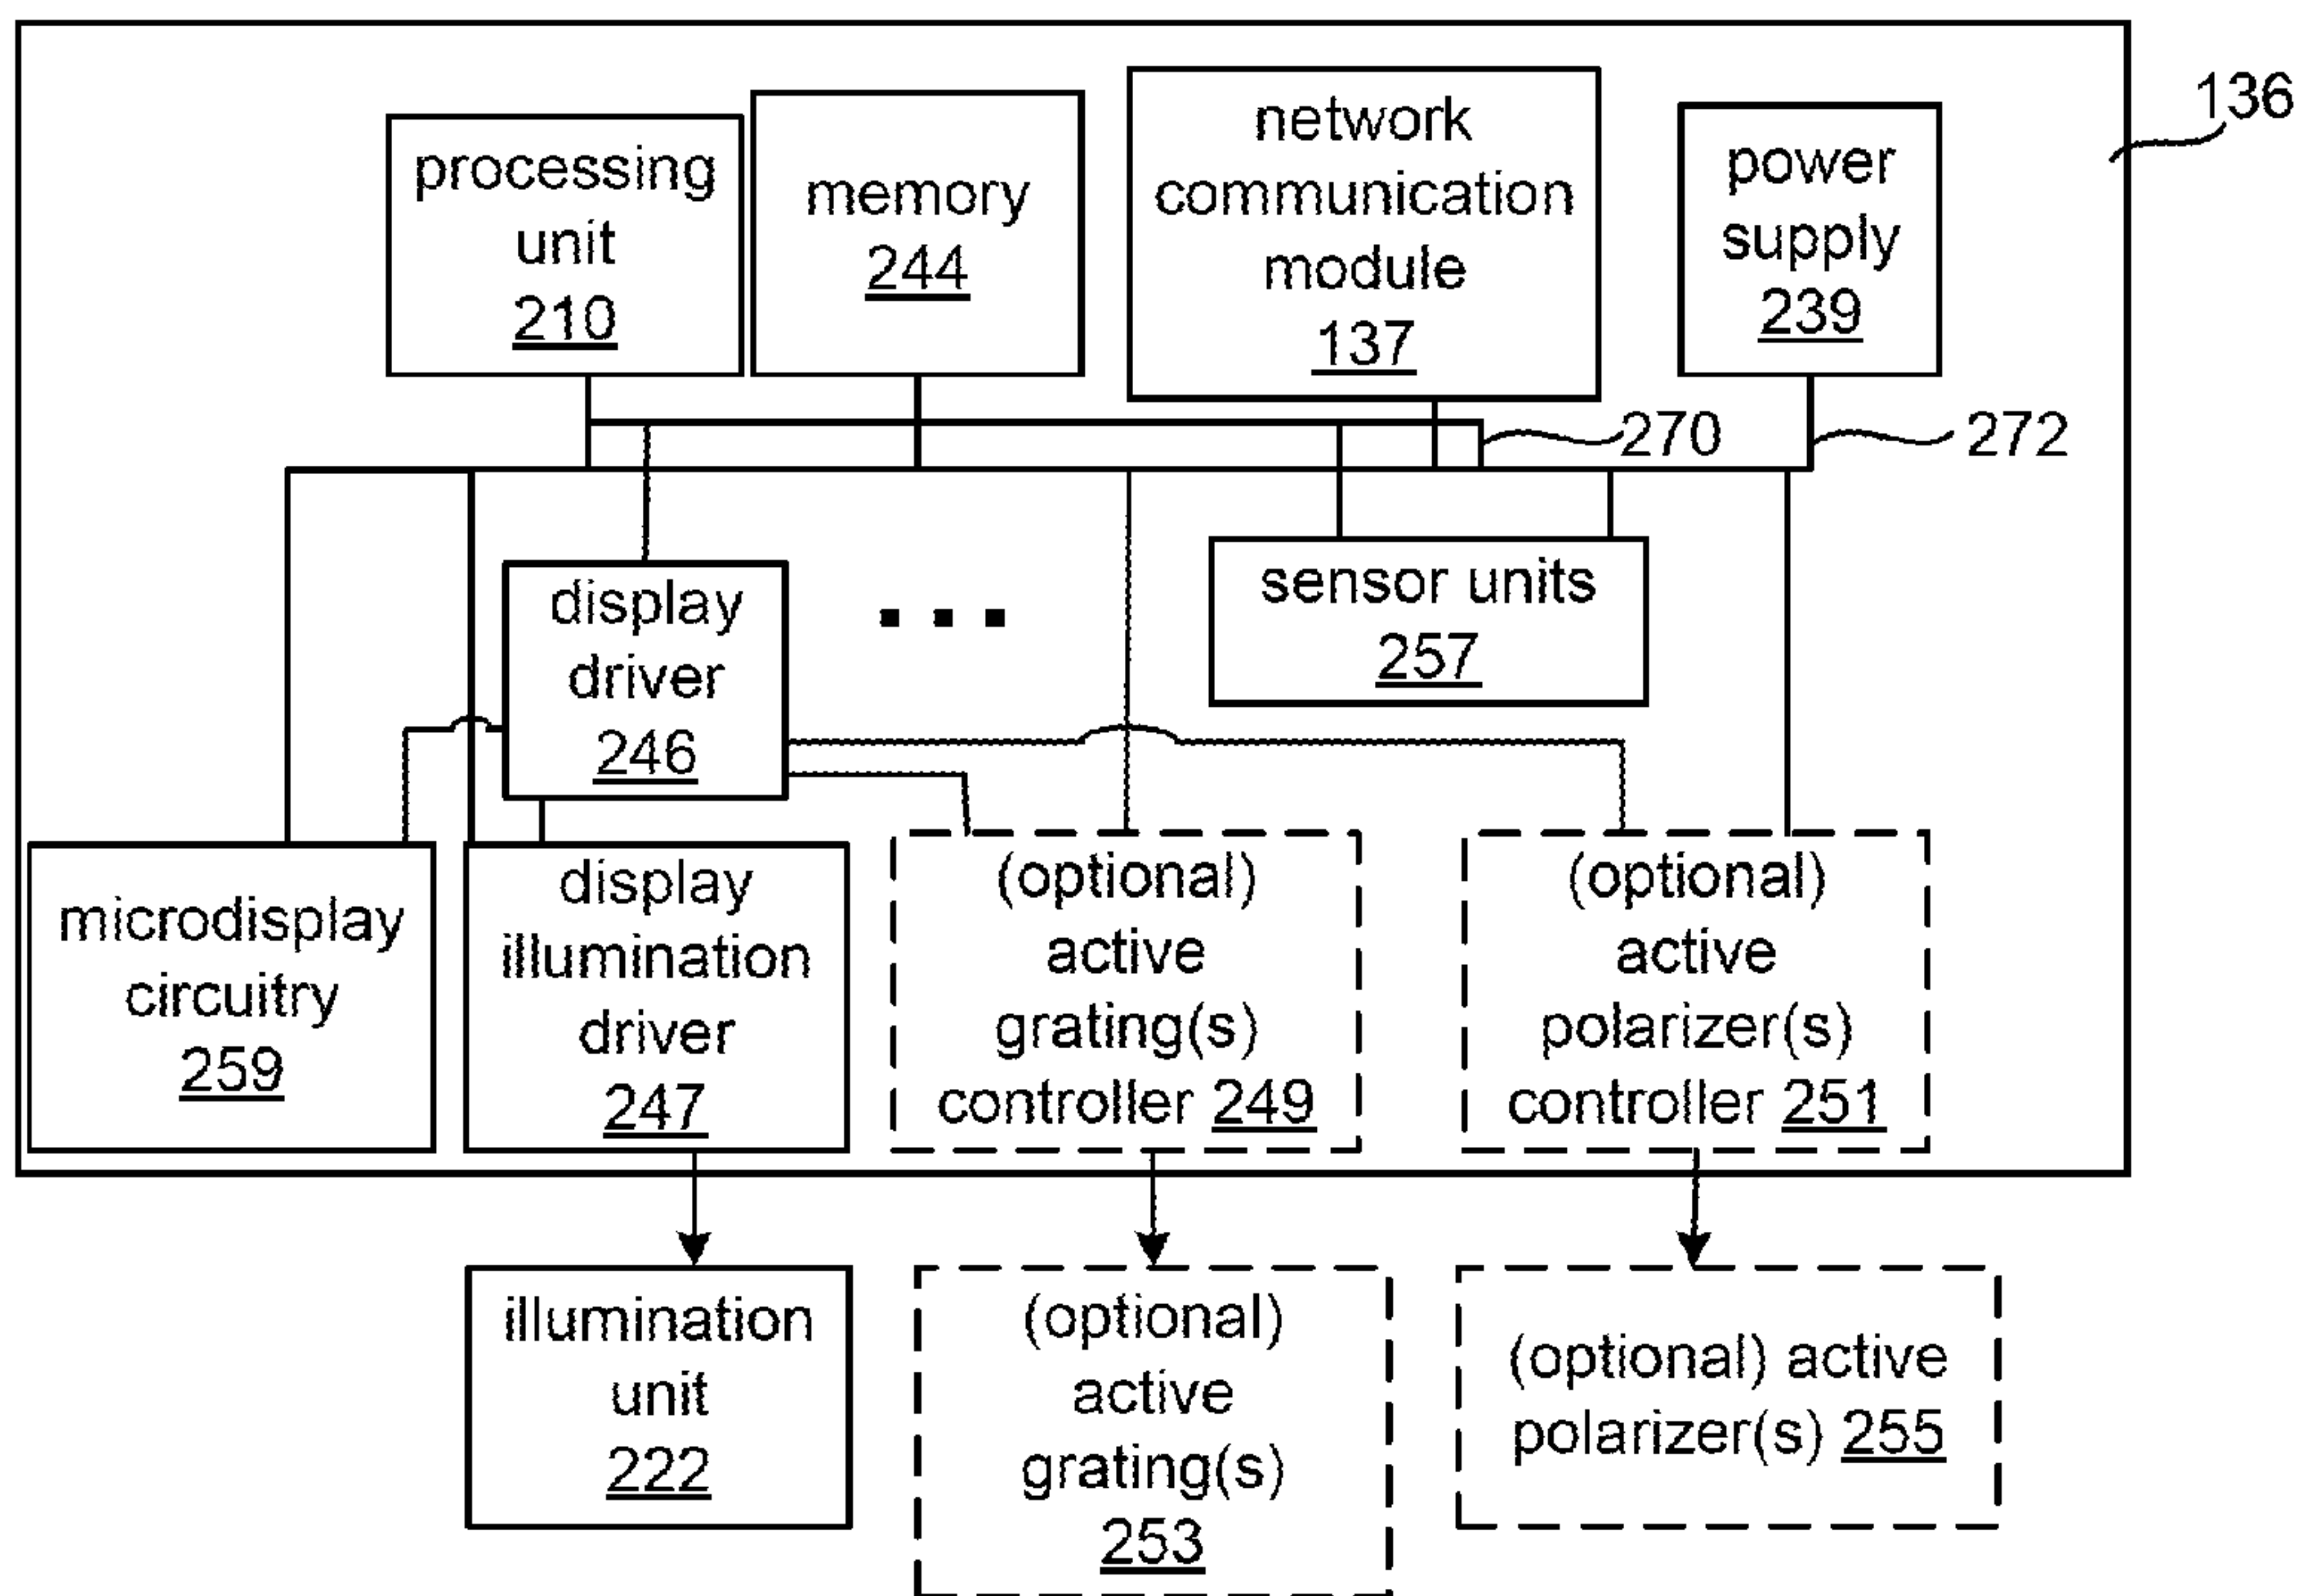 136
processing
unit
210
memory
244
network
communication
module
137
power
supply
239
270
272
display
driver
246
...
sensor units
257
microdisplay
circuitry
259
display
illumination
driver
247
(optional)
active
grating(s)
controller 249
(optional)
active
polarizer(s)
controller 251
illumination
unit
222
(optional)
active
grating(s)
253
(optional) active
polarizer(s) 255